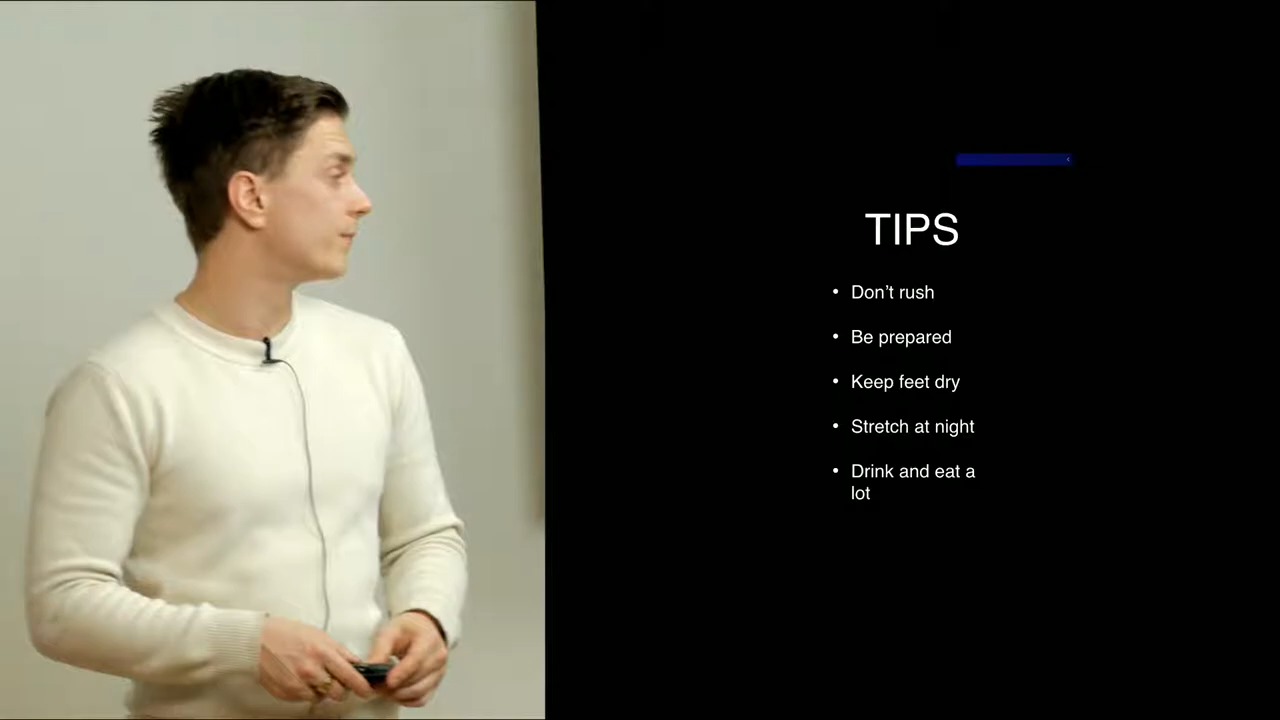 TIPS
• Don’t rush
• Be prepared
• Keep feet dry
• Stretch at night
• Drink and eat a
lot